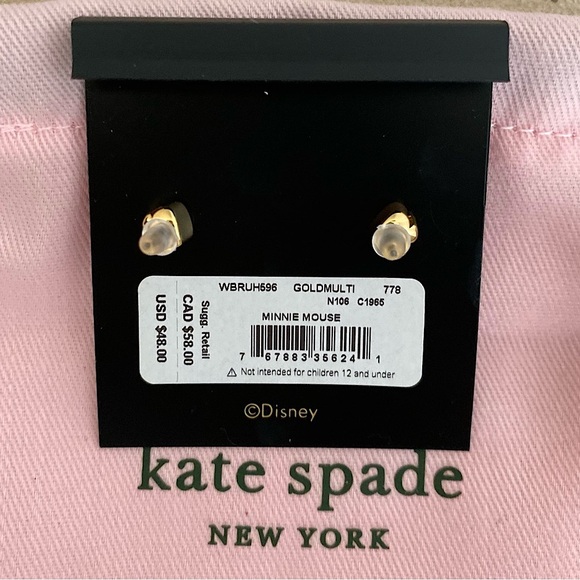 WBRUH596 GOLDMULTI 778
N106 C1965
MINNIE MOUSE
7 67883 35624 1
⚠ Not intended for children 12 and under
Sugg. Retail
CAD $58.00
USD $48.00
©Disney
kate spade
NEW YORK